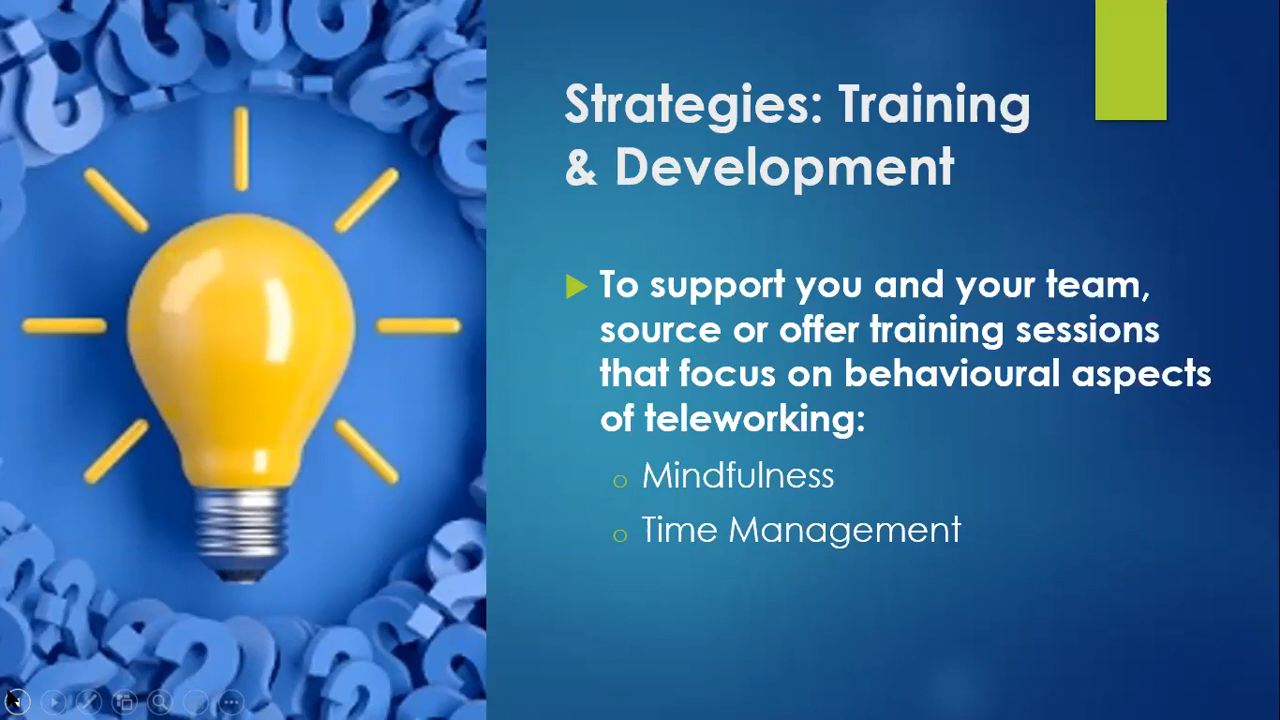 Strategies: Training
& Development
To support you and your team,
source or offer training sessions
that focus on behavioural aspects
of teleworking:
Mindfulness
Time Management